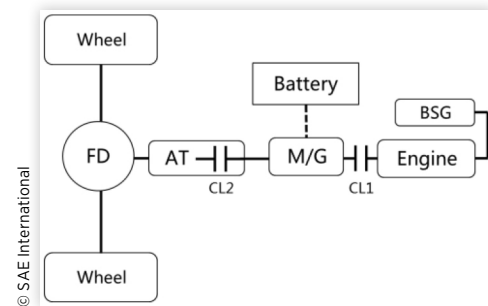 Wheel
Battery
BSG
FD
AT
M/G
Engine
CL2
CL1
Wheel
© SAE International